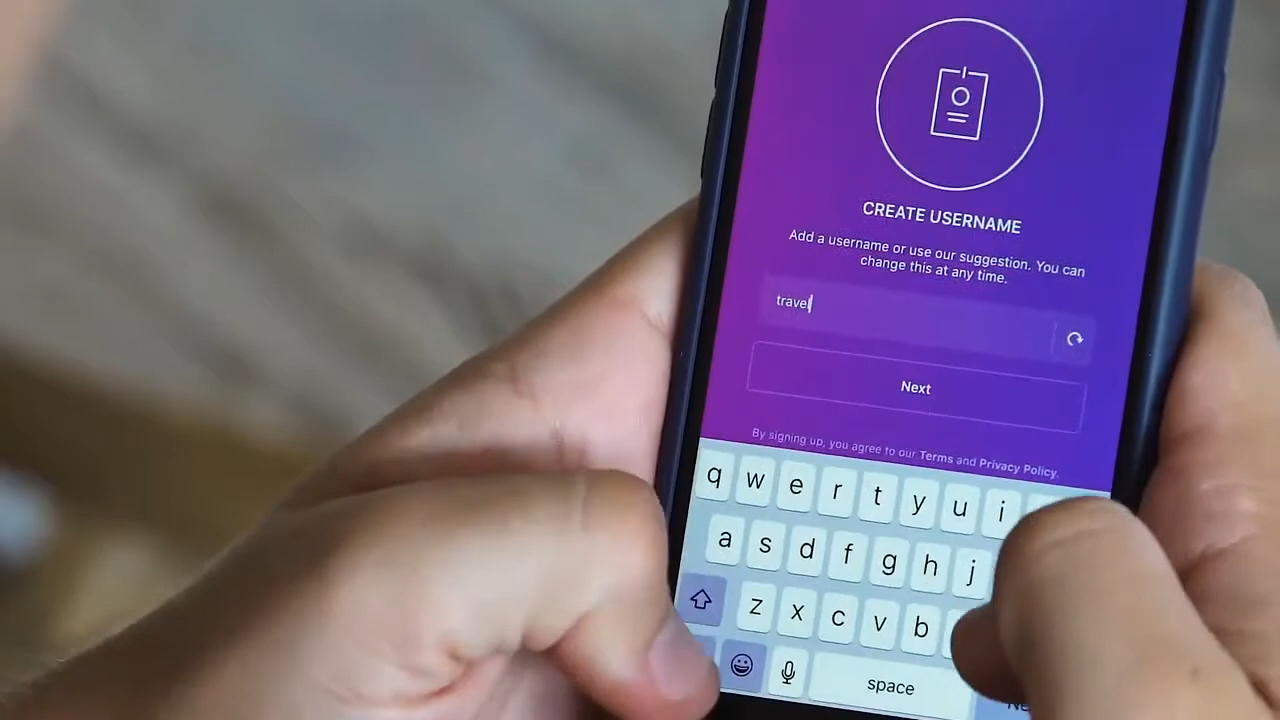 CREATE USERNAME
Add a username or use our suggestion. You can
change this at any time.
travel
Next
By signing up, you agree to our Terms and Privacy Policy.
q w e r t y u i
a s d f g h j
z x c v b
space